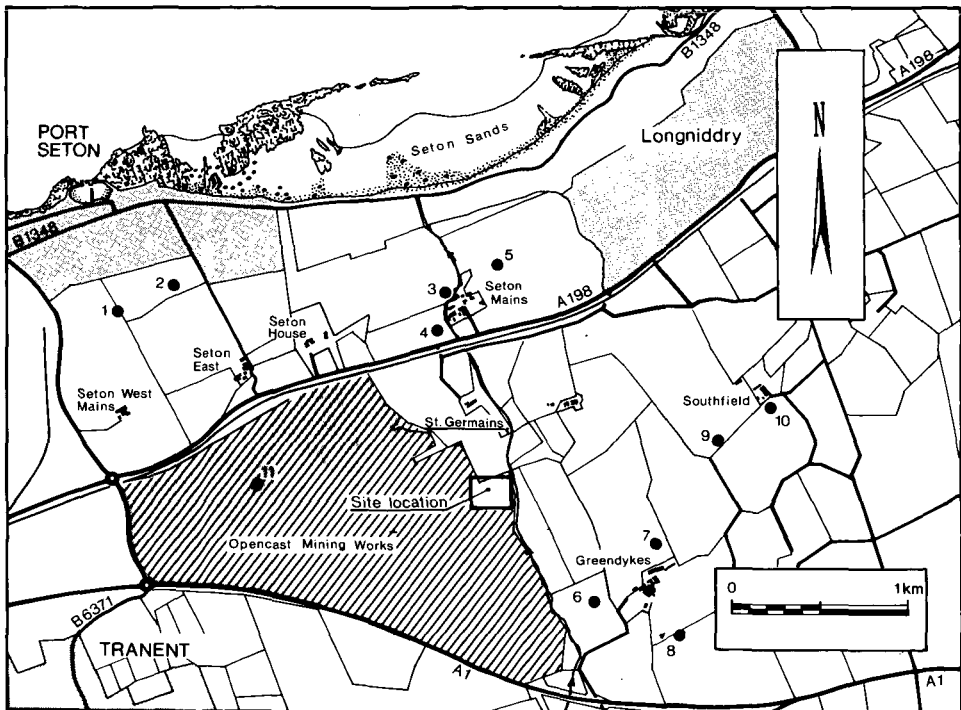 B1348
A198
PORT
SETON
Seton Sands
Longniddry
N
B1348
2
1
5
3
Seton
Mains
A198
4
Seton
House
Seton
East
Seton West
Mains
St. Germains
Southfield
10
9
11
Site location
Opencast Mining Works
7
Greendykes
6
0 1km
B6371
TRANENT
8
A1
A1